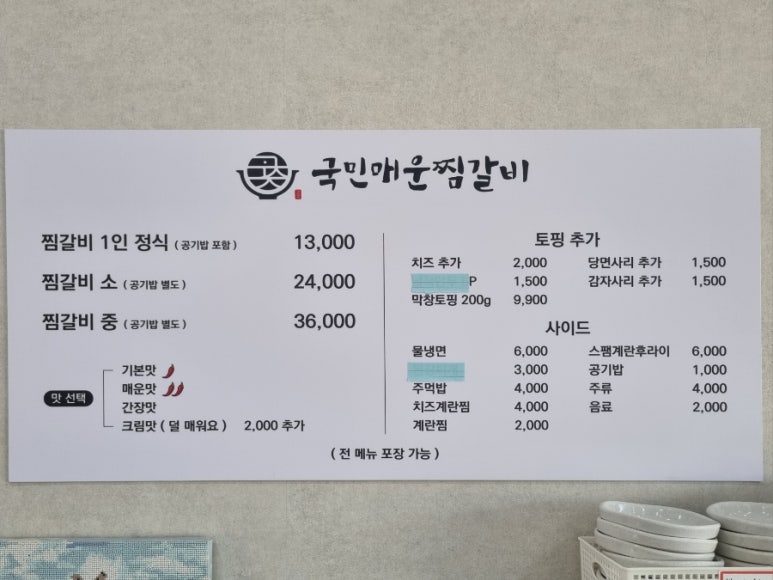 국민매운찜갈비
찜갈비 1인 정식 ( 공기밥 포함 ) 13,000
찜갈비 소 ( 공기밥 별도 ) 24,000
찜갈비 중 ( 공기밥 별도 ) 36,000
맛 선택
기본맛
매운맛
간장맛
크림맛 ( 덜 매워요 ) 2,000 추가
토핑 추가
치즈 추가 2,000 당면사리 추가 1,500
P 1,500 감자사리 추가 1,500
막창토핑 200g 9,900
사이드
물냉면 6,000 스팸계란후라이 6,000
3,000 공기밥 1,000
주먹밥 4,000 주류 4,000
치즈계란찜 4,000 음료 2,000
계란찜 2,000
( 전 메뉴 포장 가능 )